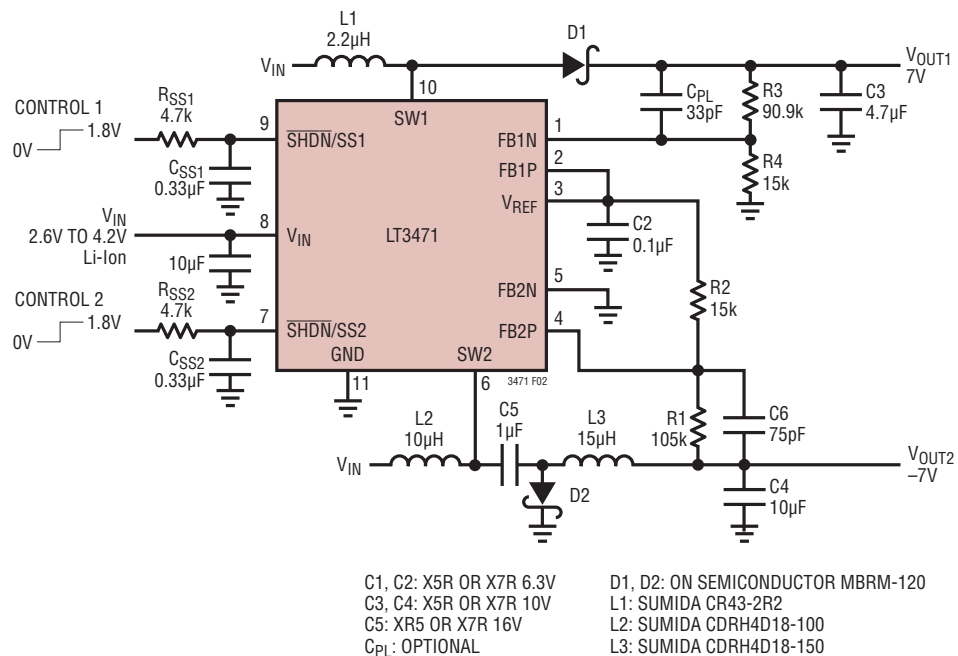 L1
2.2µH
D1
VIN
VOUT1
7V
10
SW1
CPL
33pF
R3
90.9k
C3
4.7µF
CONTROL 1
0V
1.8V
RSS1
4.7k
9
SHDN/SS1
CSS1
0.33µF
FB1N
1
FB1P
2
VREF
3
R4
15k
C2
0.1µF
VIN
2.6V TO 4.2V
Li-Ion
8
VIN
10µF
LT3471
FB2N
5
R2
15k
CONTROL 2
0V
1.8V
RSS2
4.7k
7
SHDN/SS2
CSS2
0.33µF
FB2P
4
GND
11
SW2
6
3471 F02
L2
10µH
C5
1µF
L3
15µH
R1
105k
C6
75pF
VIN
D2
VOUT2
–7V
C4
10µF
C1, C2: X5R OR X7R 6.3V
C3, C4: X5R OR X7R 10V
C5: XR5 OR X7R 16V
CPL: OPTIONAL
D1, D2: ON SEMICONDUCTOR MBRM-120
L1: SUMIDA CR43-2R2
L2: SUMIDA CDRH4D18-100
L3: SUMIDA CDRH4D18-150